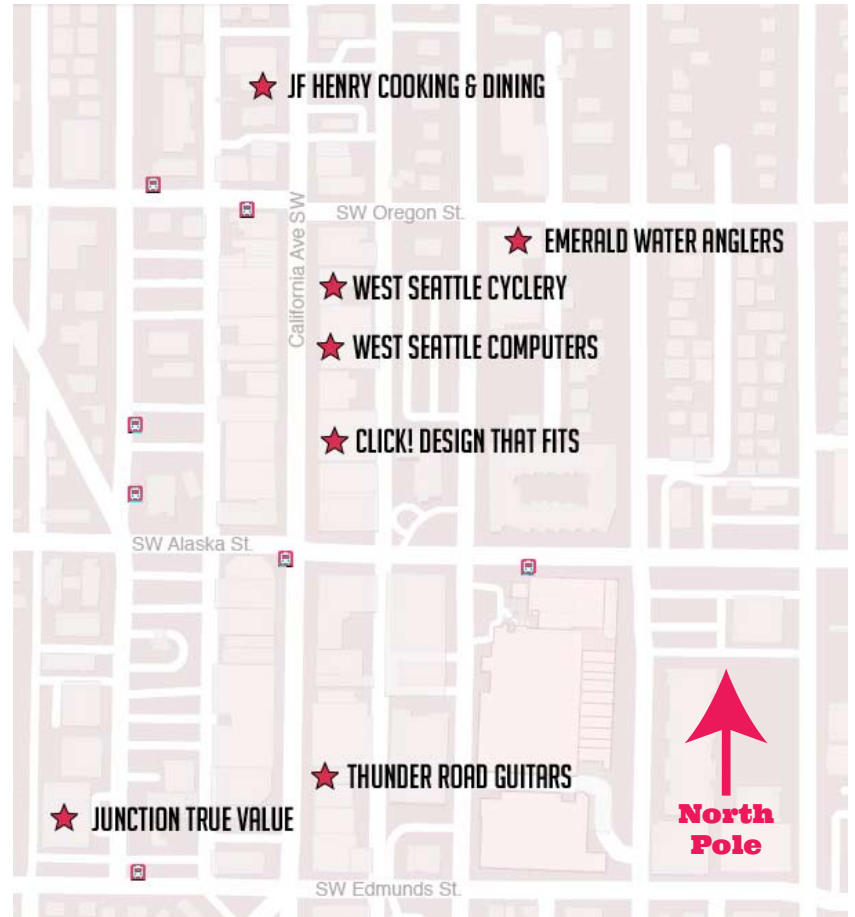 JF HENRY COOKING & DINING
California Ave SW
SW Oregon St.
EMERALD WATER ANGLERS
WEST SEATTLE CYCLERY
WEST SEATTLE COMPUTERS
CLICK! DESIGN THAT FITS
SW Alaska St.
THUNDER ROAD GUITARS
JUNCTION TRUE VALUE
North
Pole
SW Edmunds St.